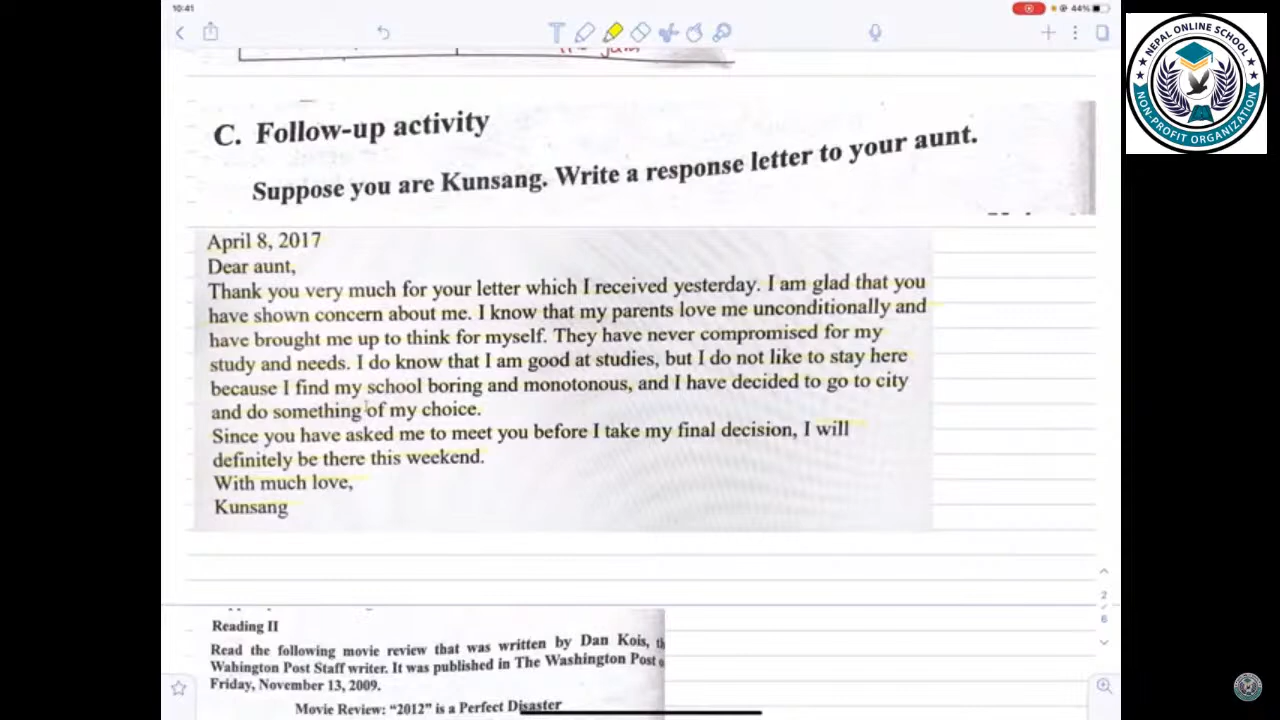 10:41
44%
NEPAL ONLINE SCHOOL
NON-PROFIT ORGANIZATION
C. Follow-up activity
Suppose you are Kunsang. Write a response letter to your aunt.
April 8, 2017
Dear aunt,
Thank you very much for your letter which I received yesterday. I am glad that you
have shown concern about me. I know that my parents love me unconditionally and
have brought me up to think for myself. They have never compromised for my
study and needs. I do know that I am good at studies, but I do not like to stay here
because I find my school boring and monotonous, and I have decided to go to city
and do something of my choice.
Since you have asked me to meet you before I take my final decision, I will
definitely be there this weekend.
With much love,
Kunsang
2
6
Reading II
Read the following movie review that was written by Dan Kois,
Wahington Post Staff writer. It was published in The Washington Post
Friday, November 13, 2009.
Movie Review: "2012" is a Perfect Disaster